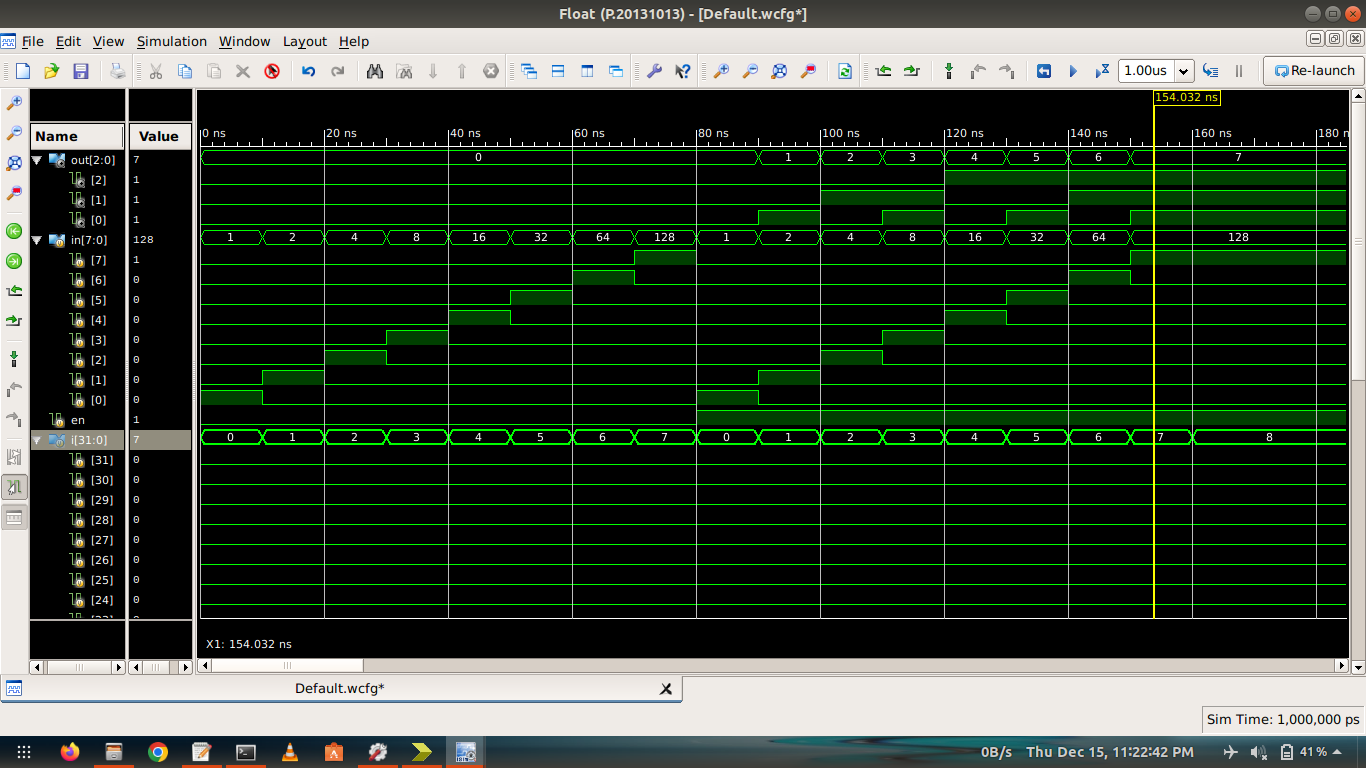 Float (P.20131013) - [Default.wcfg*]
File Edit View Simulation Window Layout Help
1.00us Re-launch
154.032 ns
Name Value
0 ns 20 ns 40 ns 60 ns 80 ns 100 ns 120 ns 140 ns 160 ns 180 n
out[2:0] 7 0 1 2 3 4 5 6 7
[2] 1
[1] 1
[0] 1
in[7:0] 128 1 2 4 8 16 32 64 128 1 2 4 8 16 32 64 128
[7] 1
[6] 0
[5] 0
[4] 0
[3] 0
[2] 0
[1] 0
[0] 0
en 1
i[31:0] 7 0 1 2 3 4 5 6 7 0 1 2 3 4 5 6 7 8
[31] 0
[30] 0
[29] 0
[28] 0
[27] 0
[26] 0
[25] 0
[24] 0
X1: 154.032 ns
Default.wcfg*
Sim Time: 1,000,000 ps
0B/s Thu Dec 15, 11:22:42 PM 41 %